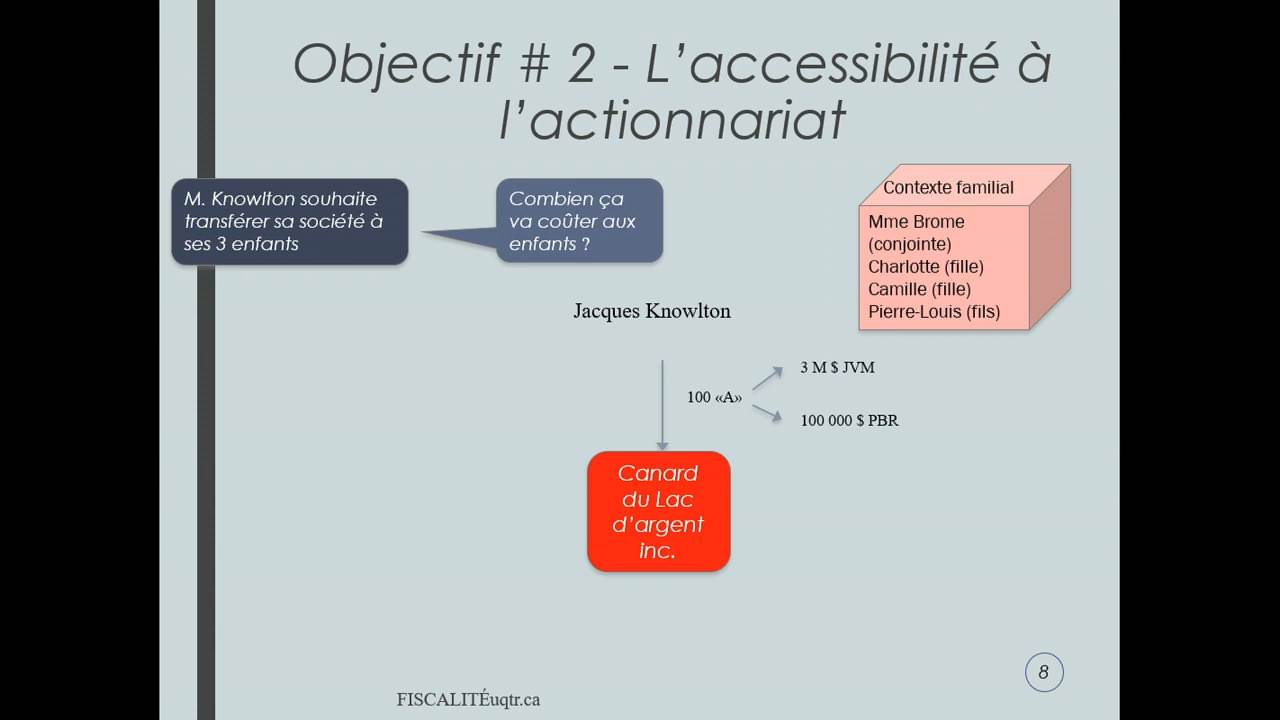 Objectif # 2 - L’accessibilité à
l’actionnariat
M. Knowlton souhaite
transférer sa société à
ses 3 enfants
Combien ça
va coûter aux
enfants ?
Contexte familial
Mme Brome
(conjointe)
Charlotte (fille)
Camille (fille)
Pierre-Louis (fils)
Jacques Knowlton
3 M $ JVM
100 «A»
100 000 $ PBR
Canard
du Lac
d’argent
inc.
8
FISCALITÉuqtr.ca